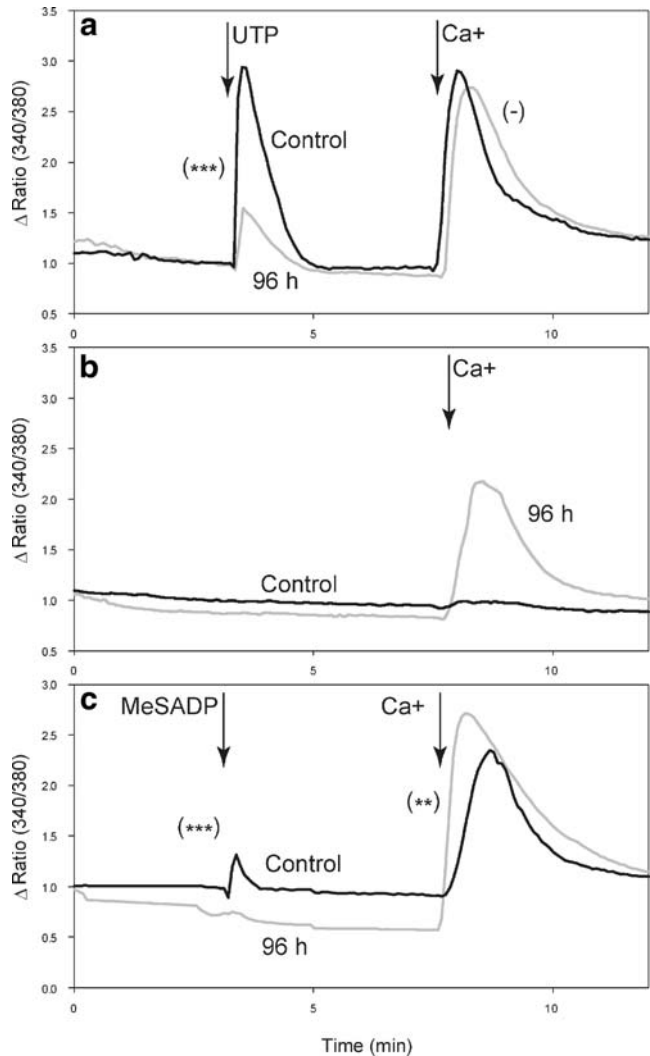 a
UTP
Ca+
Control
(-)
(***)
96 h
Δ Ratio (340/380)
3.5
3.0
2.5
2.0
1.5
1.0
0.5
0
5
10
b
Ca+
96 h
Control
Δ Ratio (340/380)
3.5
3.0
2.5
2.0
1.5
1.0
0.5
0
5
10
c
MeSADP
Ca+
(***)
(**)
Control
96 h
Δ Ratio (340/380)
3.0
2.5
2.0
1.5
1.0
0.5
0.0
0
5
10
Time (min)